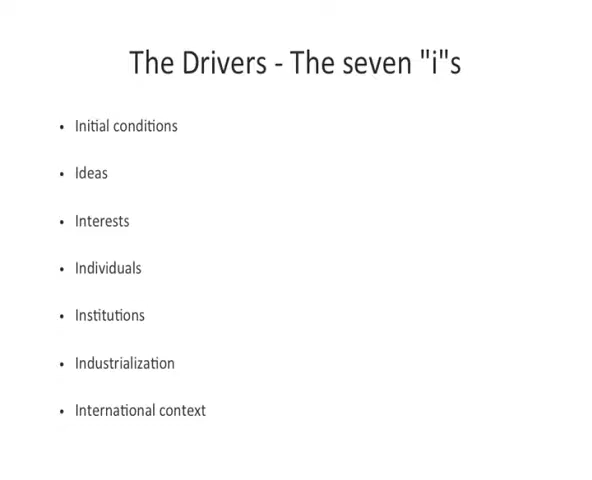 The Drivers - The seven "i"s
• Initial conditions
• Ideas
• Interests
• Individuals
• Institutions
• Industrialization
• International context